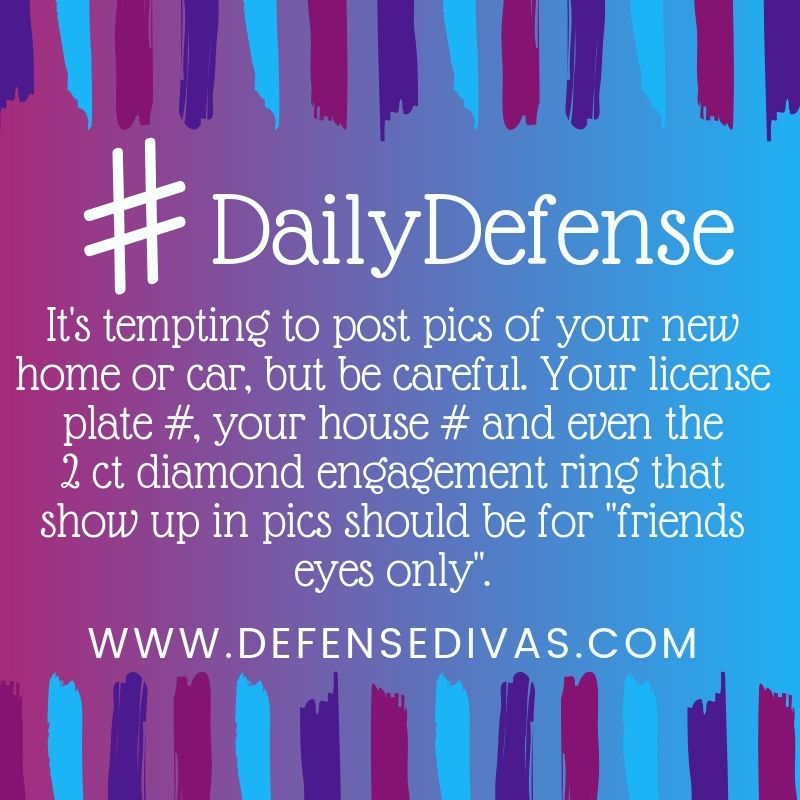 #DailyDefense
It's tempting to post pics of your new
home or car, but be careful. Your license
plate #, your house # and even the
2 ct diamond engagement ring that
show up in pics should be for "friends
eyes only".
WWW.DEFENSEDIVAS.COM